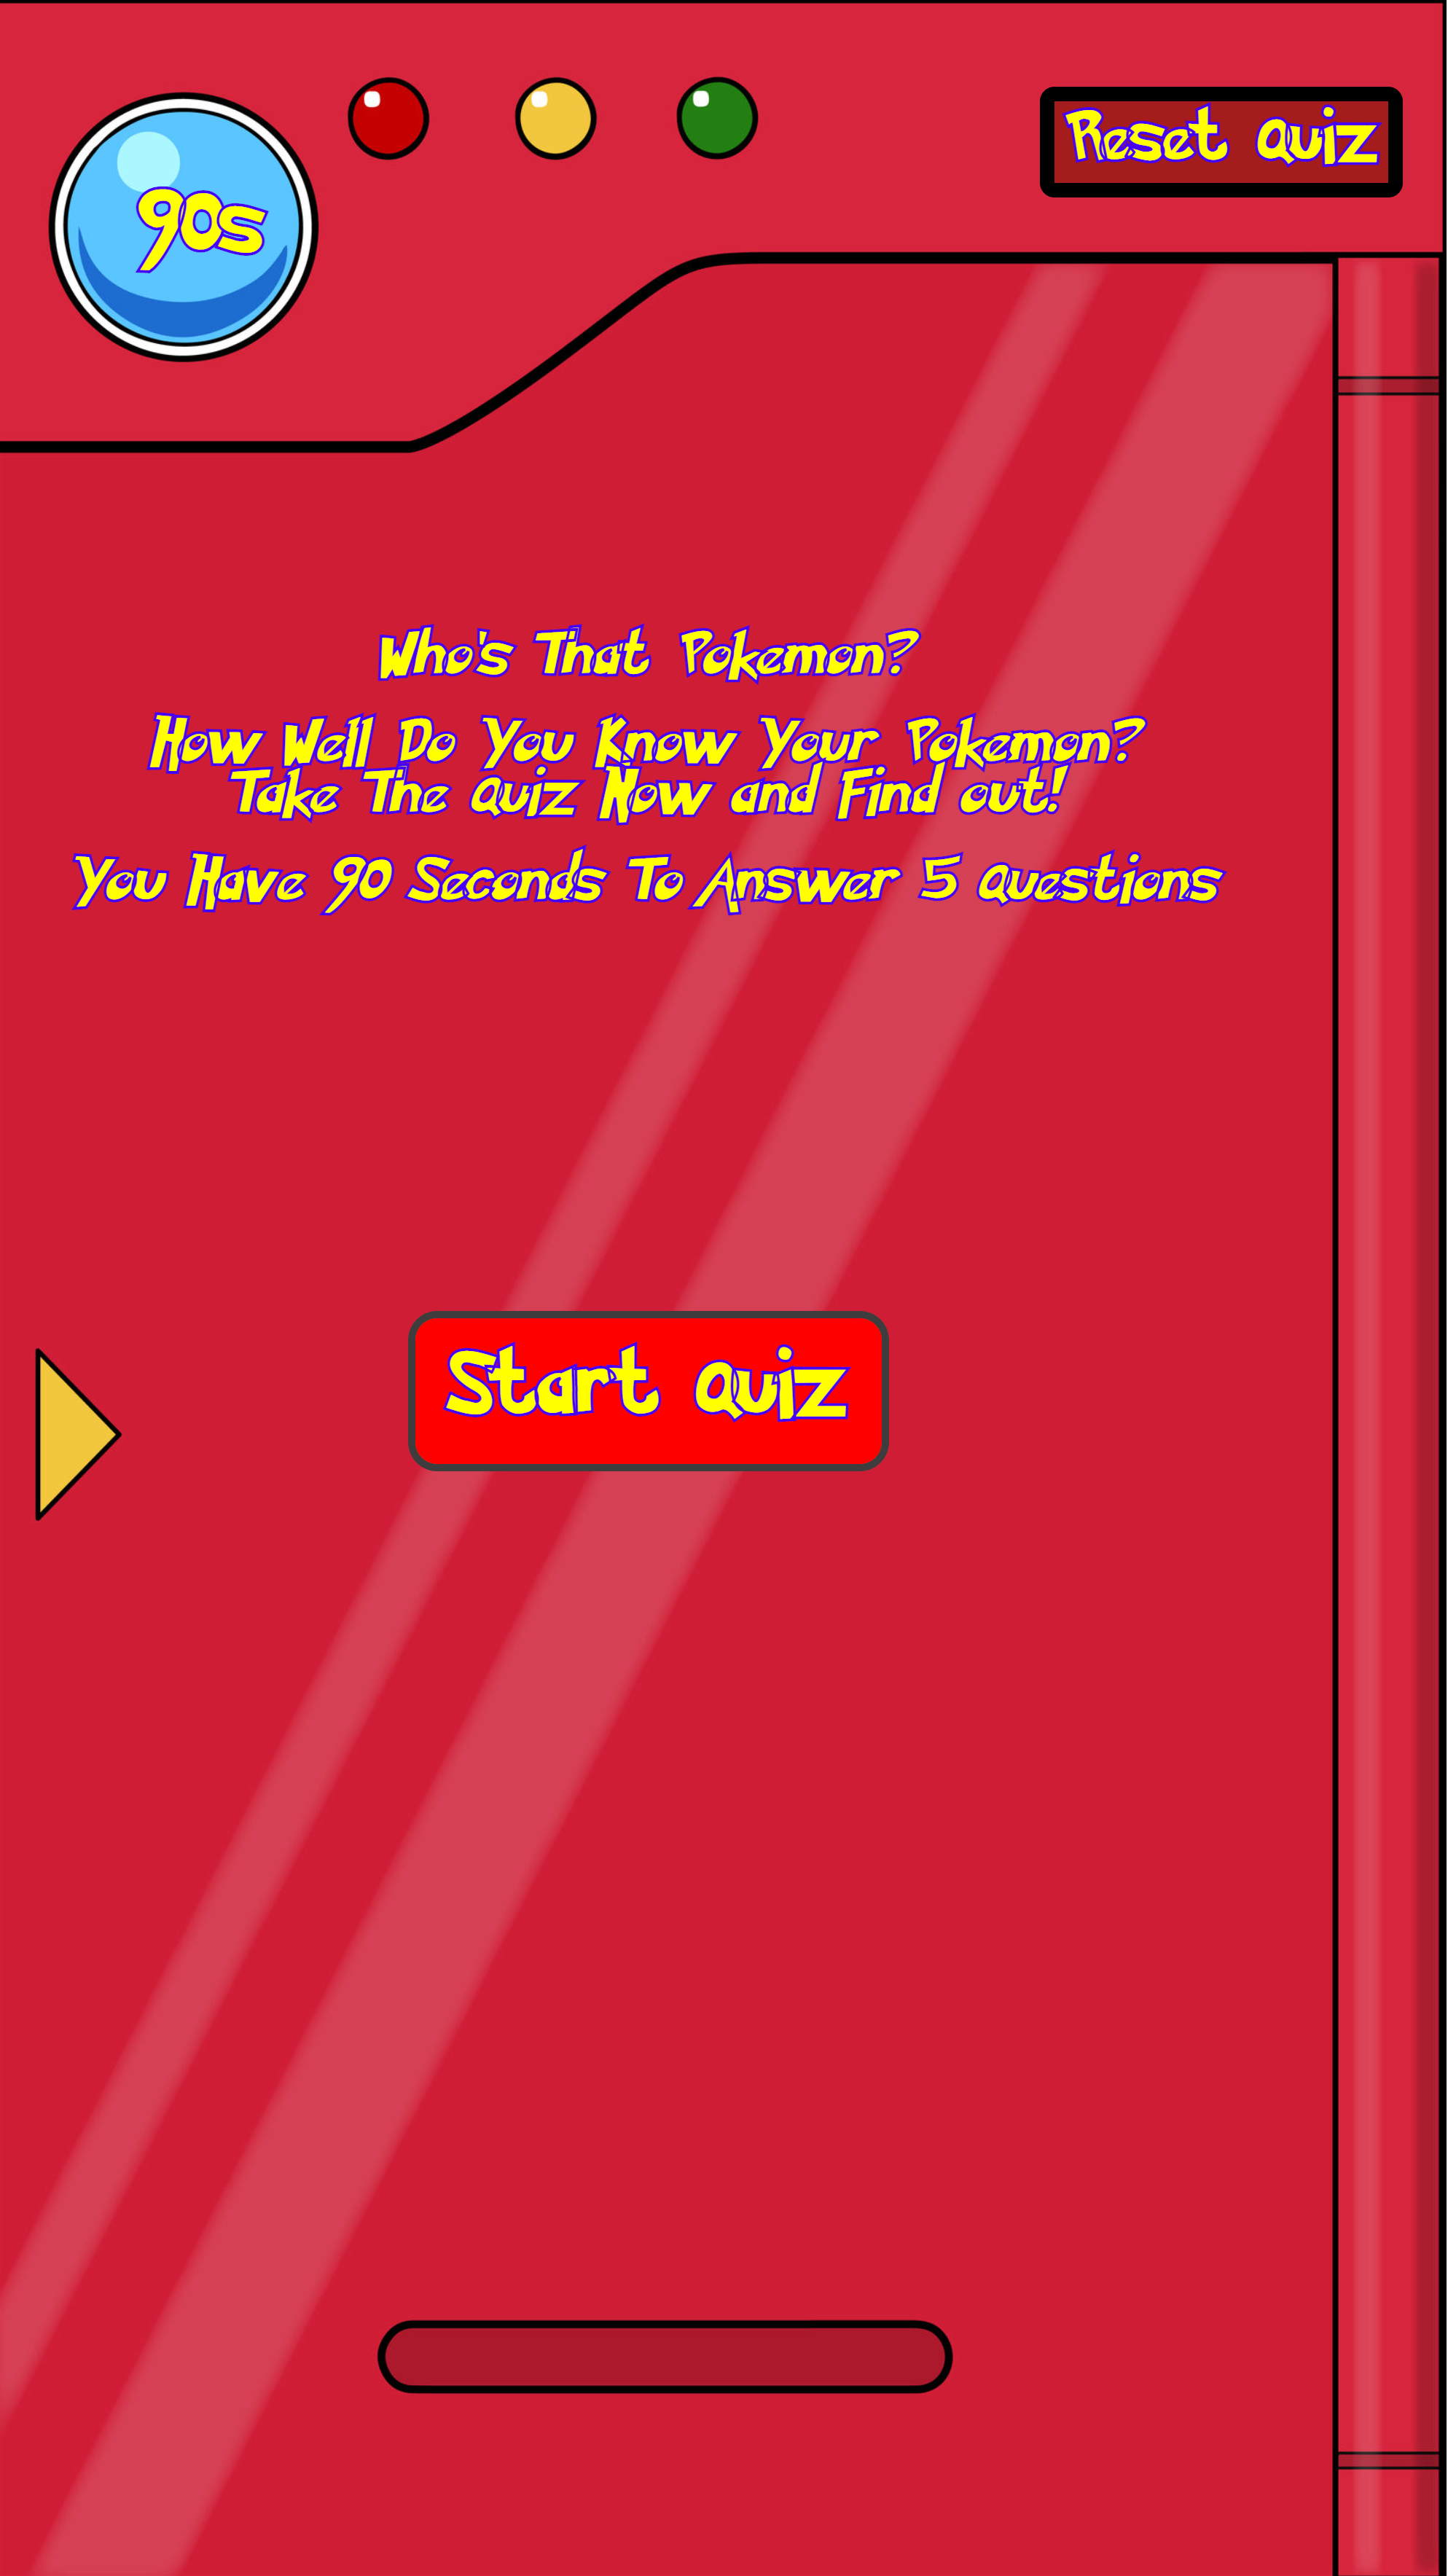 90s
Reset Quiz
Who's That Pokemon?
How Well Do You Know Your Pokemon?
Take The Quiz Now and Find out!
You Have 90 Seconds To Answer 5 Questions
Start Quiz